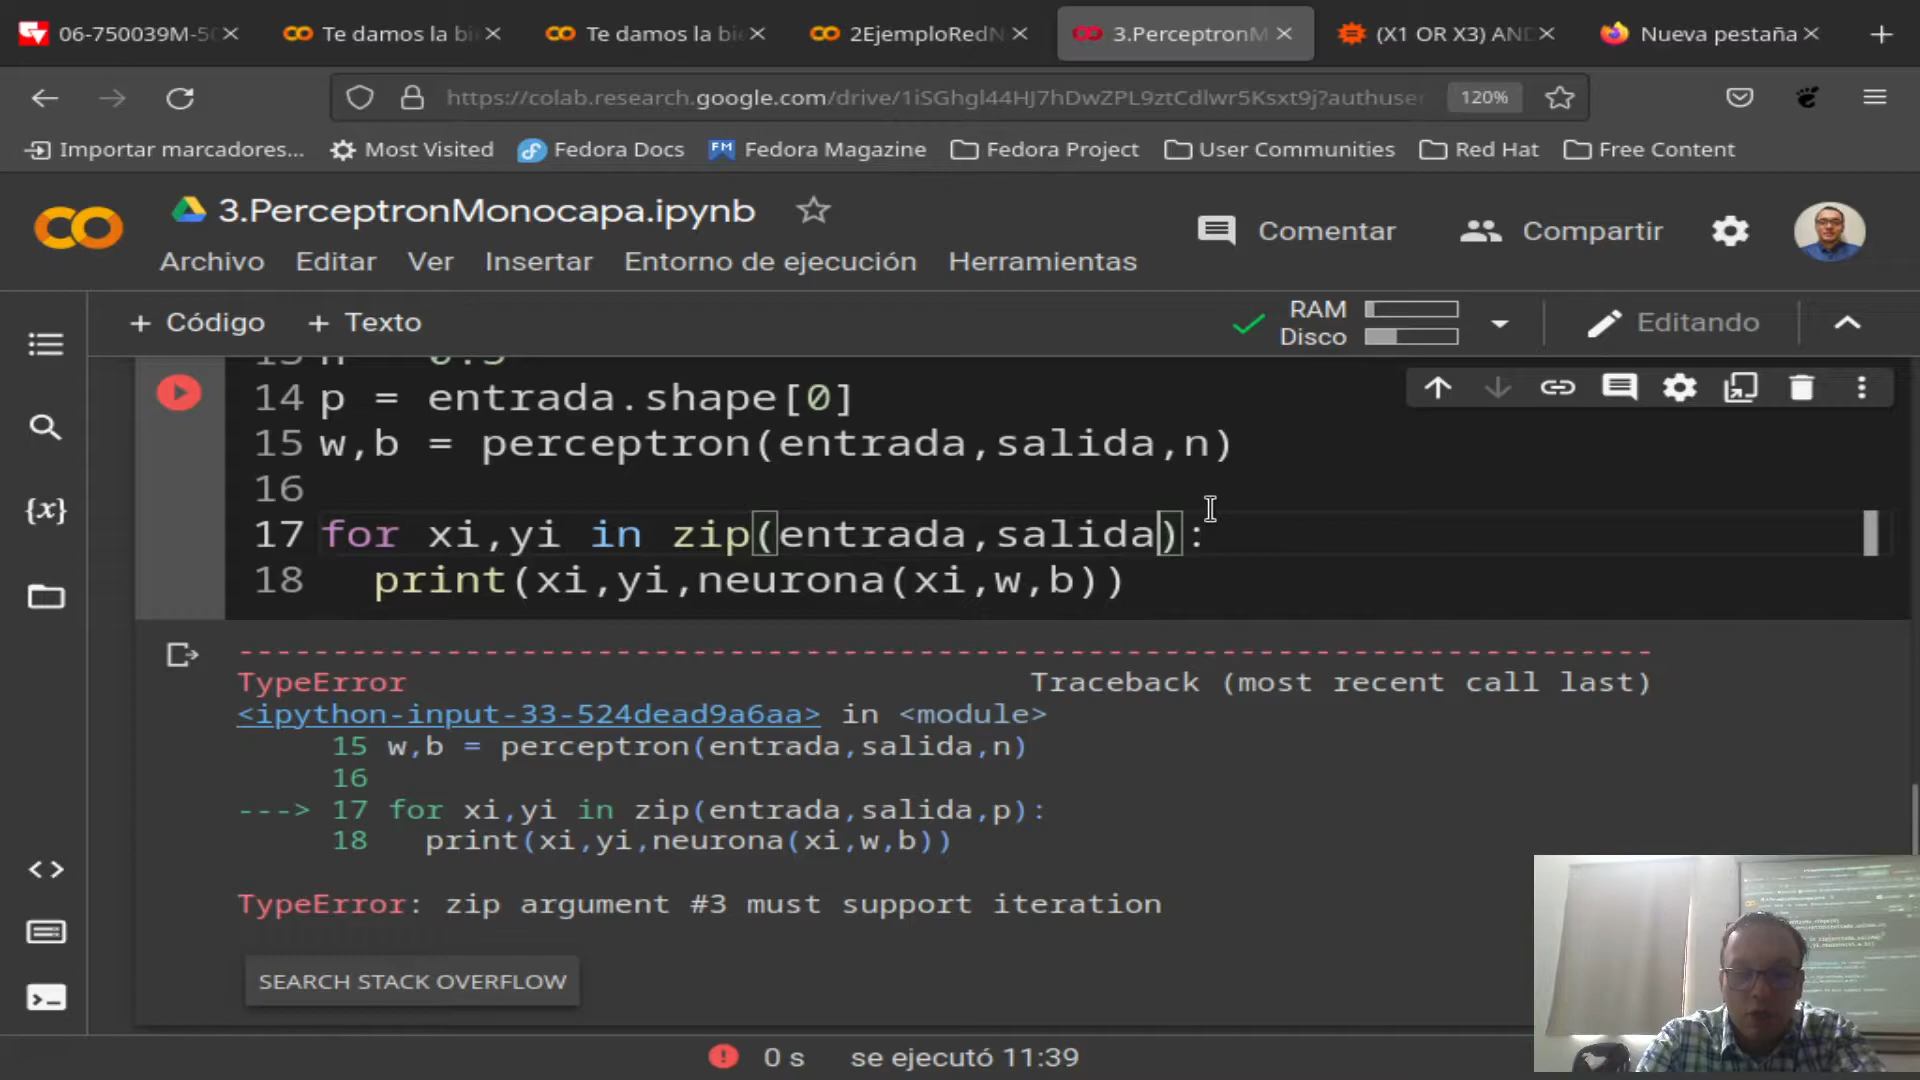 06-750039M-50
Te damos la bie
Te damos la bie
2EjemploRedN
3.PerceptronM
(X1 OR X3) AND
Nueva pestaña
https://colab.research.google.com/drive/1iSGhgl44HJ7hDwZPL9ztCdlwr5Ksxt9j?authuser
120%
Importar marcadores...
Most Visited
Fedora Docs
FM Fedora Magazine
Fedora Project
User Communities
Red Hat
Free Content
3.PerceptronMonocapa.ipynb
Comentar
Compartir
Archivo Editar Ver Insertar Entorno de ejecución Herramientas
+ Código + Texto
RAM
Disco
Editando
14 p = entrada.shape[0]
15 w,b = perceptron(entrada,salida,n)
16
17 for xi,yi in zip(entrada,salida):
18 print(xi,yi,neurona(xi,w,b))
---------------------------------------------------------------------------
TypeError Traceback (most recent call last)
<ipython-input-33-524dead9a6aa> in <module>
15 w,b = perceptron(entrada,salida,n)
16
---> 17 for xi,yi in zip(entrada,salida,p):
18 print(xi,yi,neurona(xi,w,b))
TypeError: zip argument #3 must support iteration
SEARCH STACK OVERFLOW
0 s se ejecutó 11:39